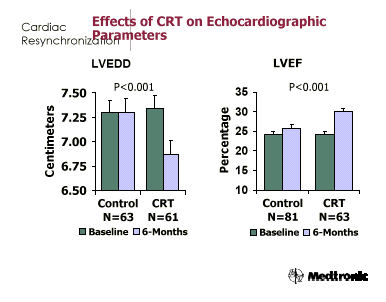 Cardiac
Resynchronization
Effects of CRT on Echocardiographic
Parameters
LVEDD
P<0.001
Centimeters
7.50
7.25
7.00
6.75
6.50
Control
N=63
CRT
N=61
Baseline
6-Months
LVEF
P<0.001
Percentage
35
30
25
20
15
10
Control
N=81
CRT
N=63
Baseline
6-Months
Medtronic